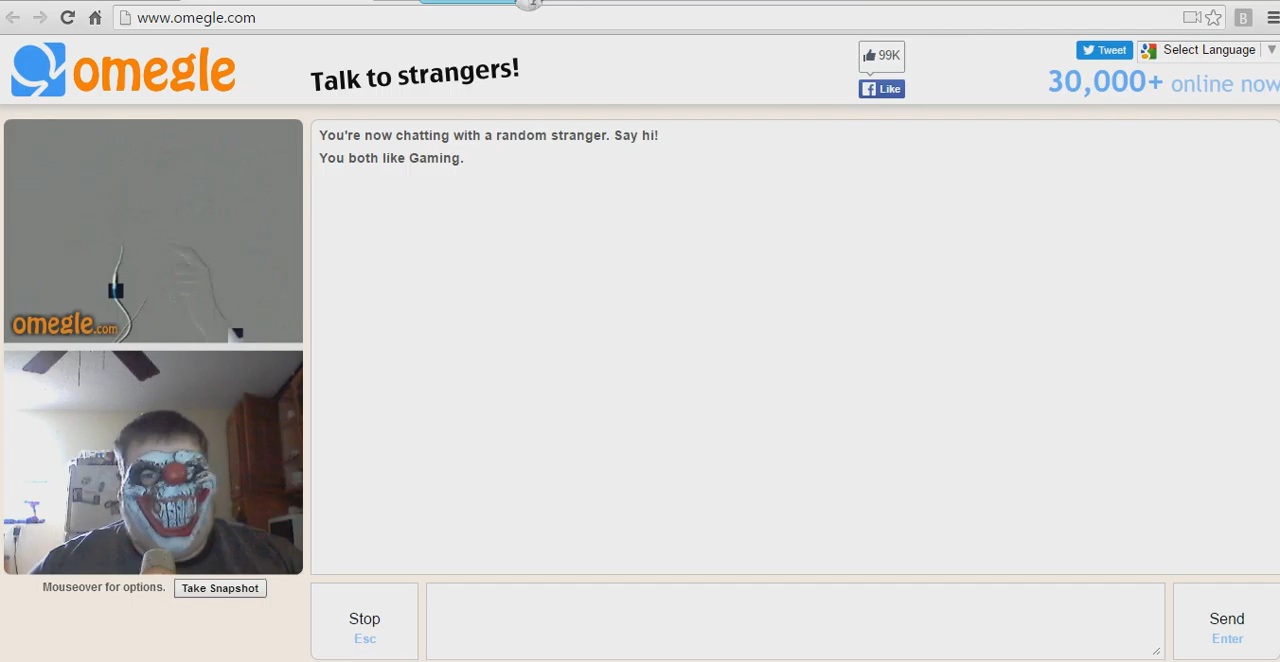 www.omegle.com
omegle
Talk to strangers!
99K
Like
Tweet
Select Language
30,000+ online now
You're now chatting with a random stranger. Say hi!
You both like Gaming.
omegle.com
Mouseover for options.
Take Snapshot
Stop
Esc
Send
Enter